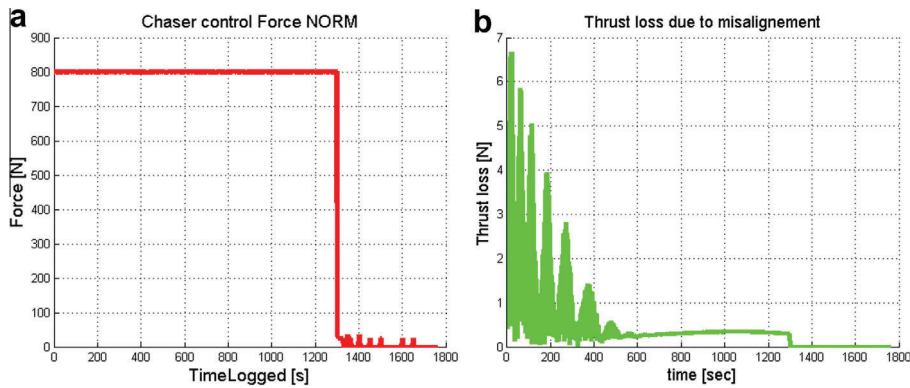 a
Chaser control Force NORM
900
800
700
600
500
400
300
200
100
0
Force [N]
0 200 400 600 800 1000 1200 1400 1600 1800
TimeLogged [s]
b
Thrust loss due to misalignement
7
6
5
4
3
2
1
0
Thrust loss [N]
0 200 400 600 800 1000 1200 1400 1600 1800
time [sec]